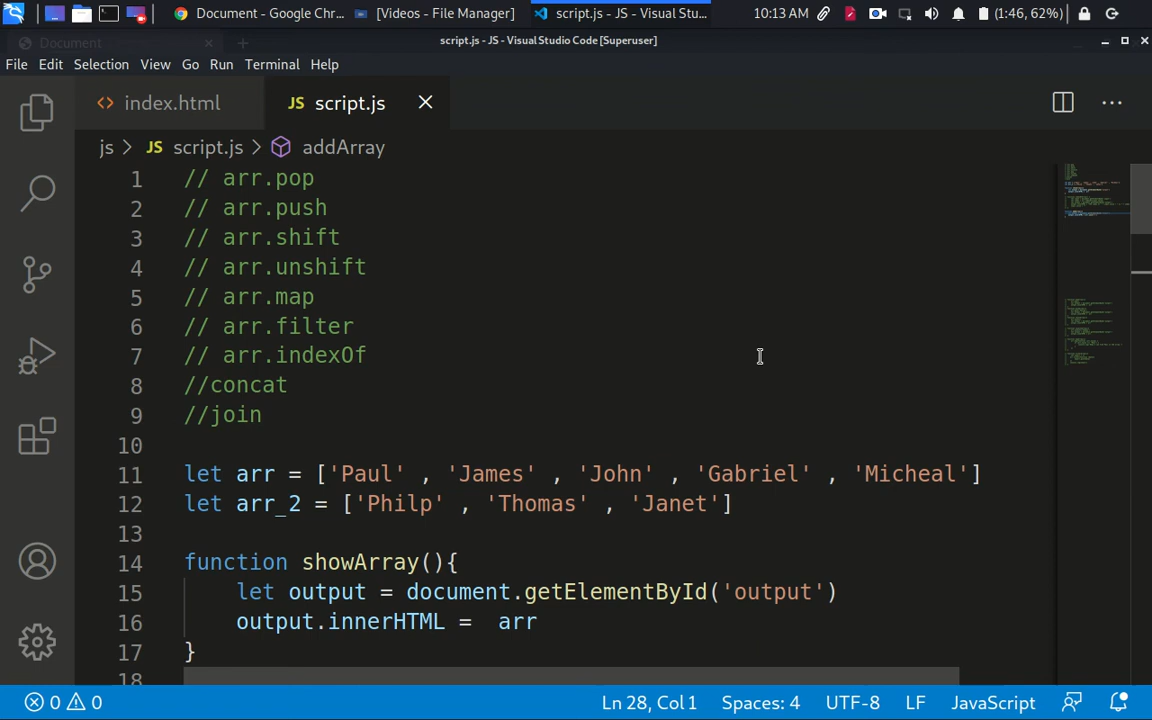 Document - Google Chr... [Videos - File Manager] script.js - JS - Visual Stu... 10:13 AM (1:46, 62%)
Document script.js - JS - Visual Studio Code [Superuser]
File Edit Selection View Go Run Terminal Help
<> index.html JS script.js
js > JS script.js > addArray
1 // arr.pop
2 // arr.push
3 // arr.shift
4 // arr.unshift
5 // arr.map
6 // arr.filter
7 // arr.indexOf
8 //concat
9 //join
10
11 let arr = ['Paul' , 'James' , 'John' , 'Gabriel' , 'Micheal']
12 let arr_2 = ['Philp' , 'Thomas' , 'Janet']
13
14 function showArray(){
15 let output = document.getElementById('output')
16 output.innerHTML = arr
17 }
18
0 0 Ln 28, Col 1 Spaces: 4 UTF-8 LF JavaScript